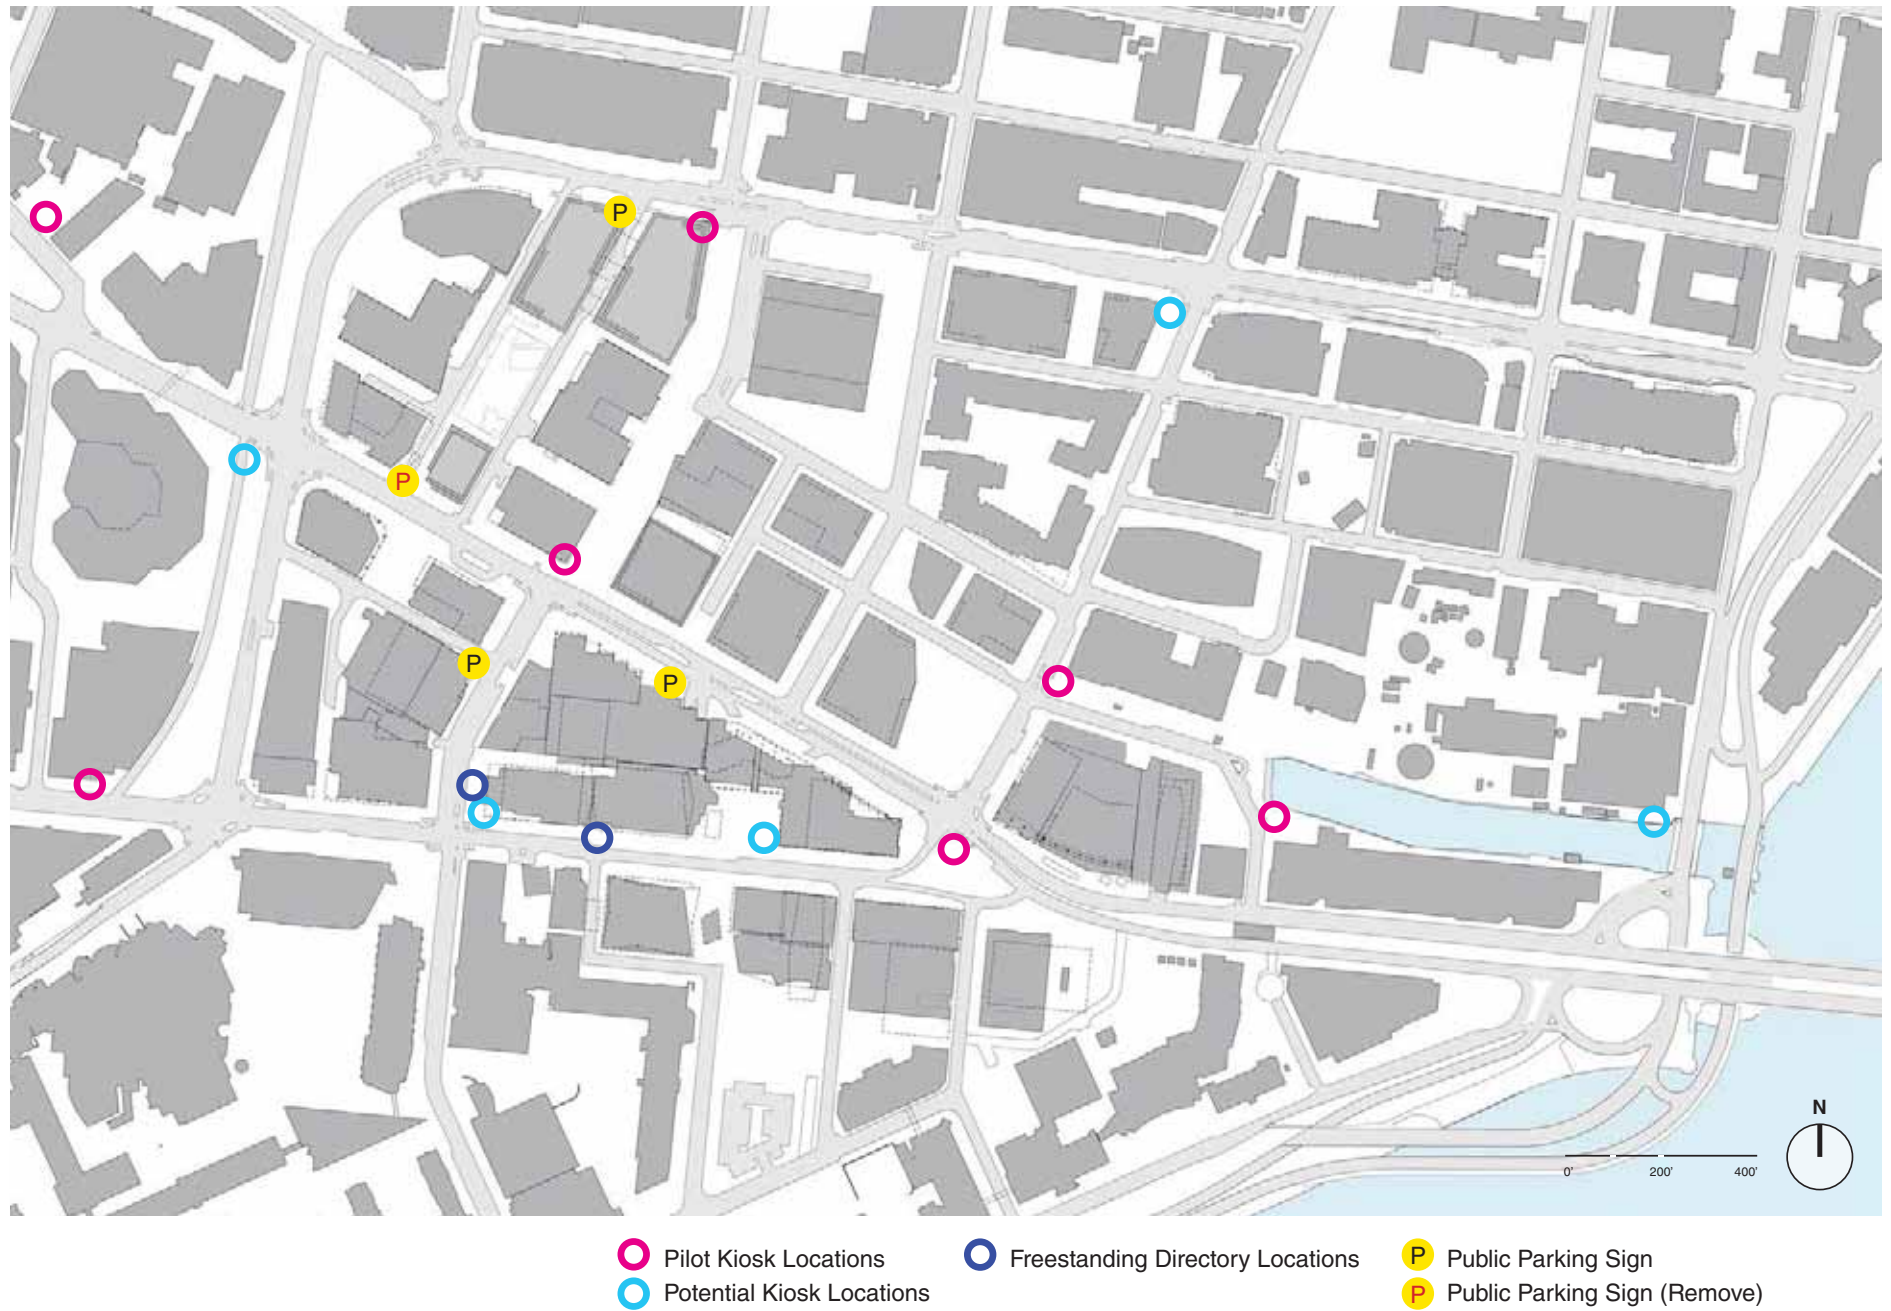 P
P
P
P
N
0' 200' 400'
Pilot Kiosk Locations
Potential Kiosk Locations
Freestanding Directory Locations
P Public Parking Sign
P Public Parking Sign (Remove)